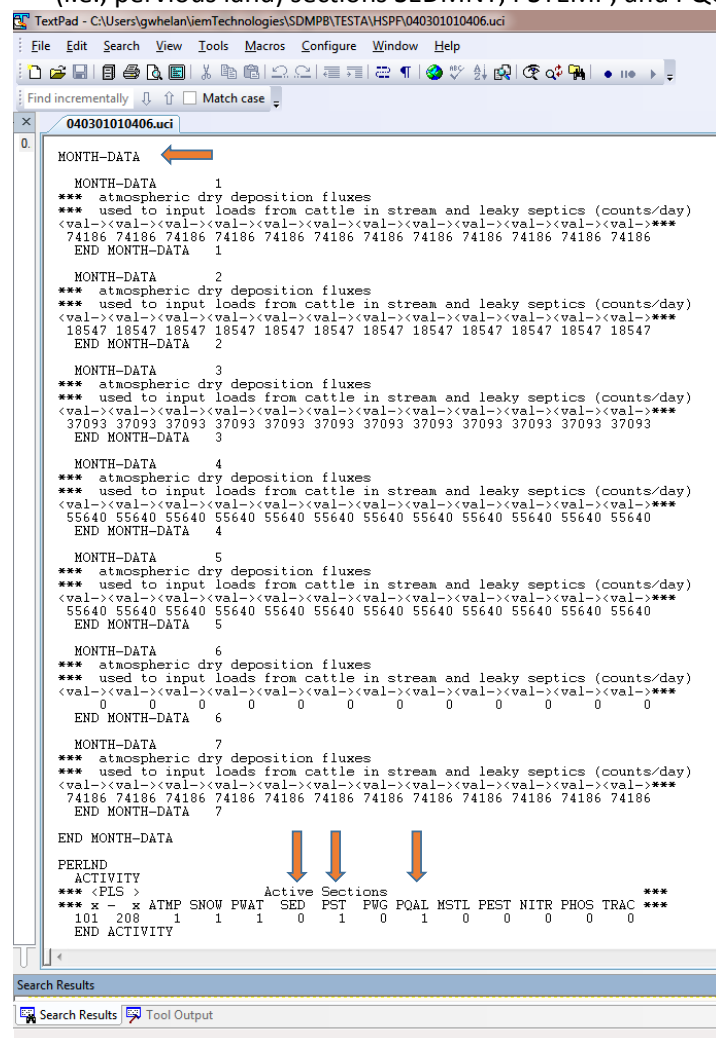 TextPad - C:\Users\gwhelan\iemTechnologies\SDMPB\TESTA\HSPF\040301010406.uci
File Edit Search View Tools Macros Configure Window Help
Find incrementally Match case
040301010406.uci
0.
MONTH-DATA
MONTH-DATA 1
*** atmospheric dry deposition fluxes
*** used to input loads from cattle in stream and leaky septics (counts/day)
<val-><val-><val-><val-><val-><val-><val-><val-><val-><val-><val-><val->***
74186 74186 74186 74186 74186 74186 74186 74186 74186 74186 74186 74186
END MONTH-DATA 1
MONTH-DATA 2
*** atmospheric dry deposition fluxes
*** used to input loads from cattle in stream and leaky septics (counts/day)
<val-><val-><val-><val-><val-><val-><val-><val-><val-><val-><val-><val->***
18547 18547 18547 18547 18547 18547 18547 18547 18547 18547 18547 18547
END MONTH-DATA 2
MONTH-DATA 3
*** atmospheric dry deposition fluxes
*** used to input loads from cattle in stream and leaky septics (counts/day)
<val-><val-><val-><val-><val-><val-><val-><val-><val-><val-><val-><val->***
37093 37093 37093 37093 37093 37093 37093 37093 37093 37093 37093 37093
END MONTH-DATA 3
MONTH-DATA 4
*** atmospheric dry deposition fluxes
*** used to input loads from cattle in stream and leaky septics (counts/day)
<val-><val-><val-><val-><val-><val-><val-><val-><val-><val-><val-><val->***
55640 55640 55640 55640 55640 55640 55640 55640 55640 55640 55640 55640
END MONTH-DATA 4
MONTH-DATA 5
*** atmospheric dry deposition fluxes
*** used to input loads from cattle in stream and leaky septics (counts/day)
<val-><val-><val-><val-><val-><val-><val-><val-><val-><val-><val-><val->***
55640 55640 55640 55640 55640 55640 55640 55640 55640 55640 55640 55640
END MONTH-DATA 5
MONTH-DATA 6
*** atmospheric dry deposition fluxes
*** used to input loads from cattle in stream and leaky septics (counts/day)
<val-><val-><val-><val-><val-><val-><val-><val-><val-><val-><val-><val->***
0 0 0 0 0 0 0 0 0 0 0 0
END MONTH-DATA 6
MONTH-DATA 7
*** atmospheric dry deposition fluxes
*** used to input loads from cattle in stream and leaky septics (counts/day)
<val-><val-><val-><val-><val-><val-><val-><val-><val-><val-><val-><val->***
74186 74186 74186 74186 74186 74186 74186 74186 74186 74186 74186 74186
END MONTH-DATA 7
END MONTH-DATA
PERLND
ACTIVITY
*** <PLS > Active Sections ***
*** x - x ATMP SNOW PWAT SED PST PWG PQAL MSTL PEST NITR PHOS TRAC ***
101 208 1 1 1 0 1 0 1 0 0 0 0 0
END ACTIVITY
Search Results
Search Results Tool Output